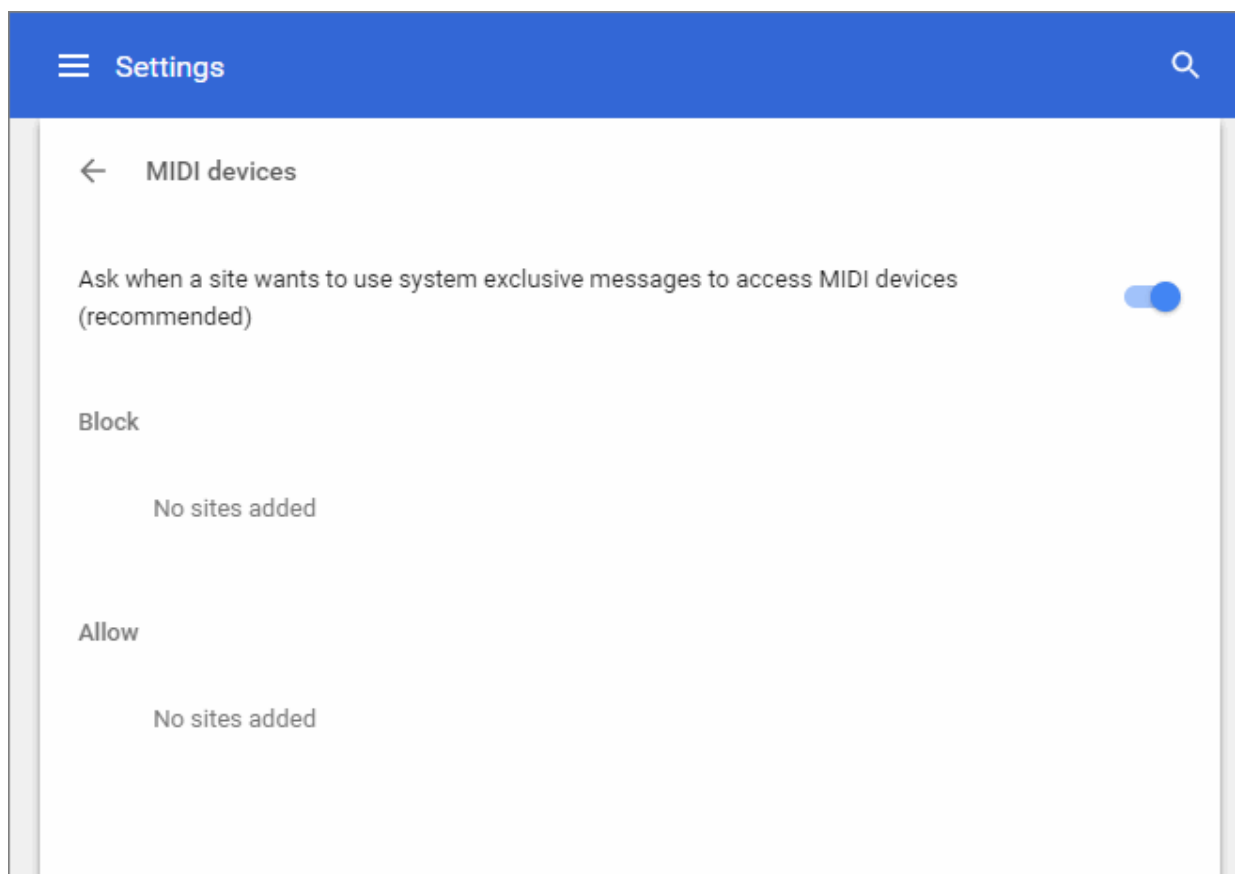 Settings
MIDI devices
Ask when a site wants to use system exclusive messages to access MIDI devices
(recommended)
Block
No sites added
Allow
No sites added